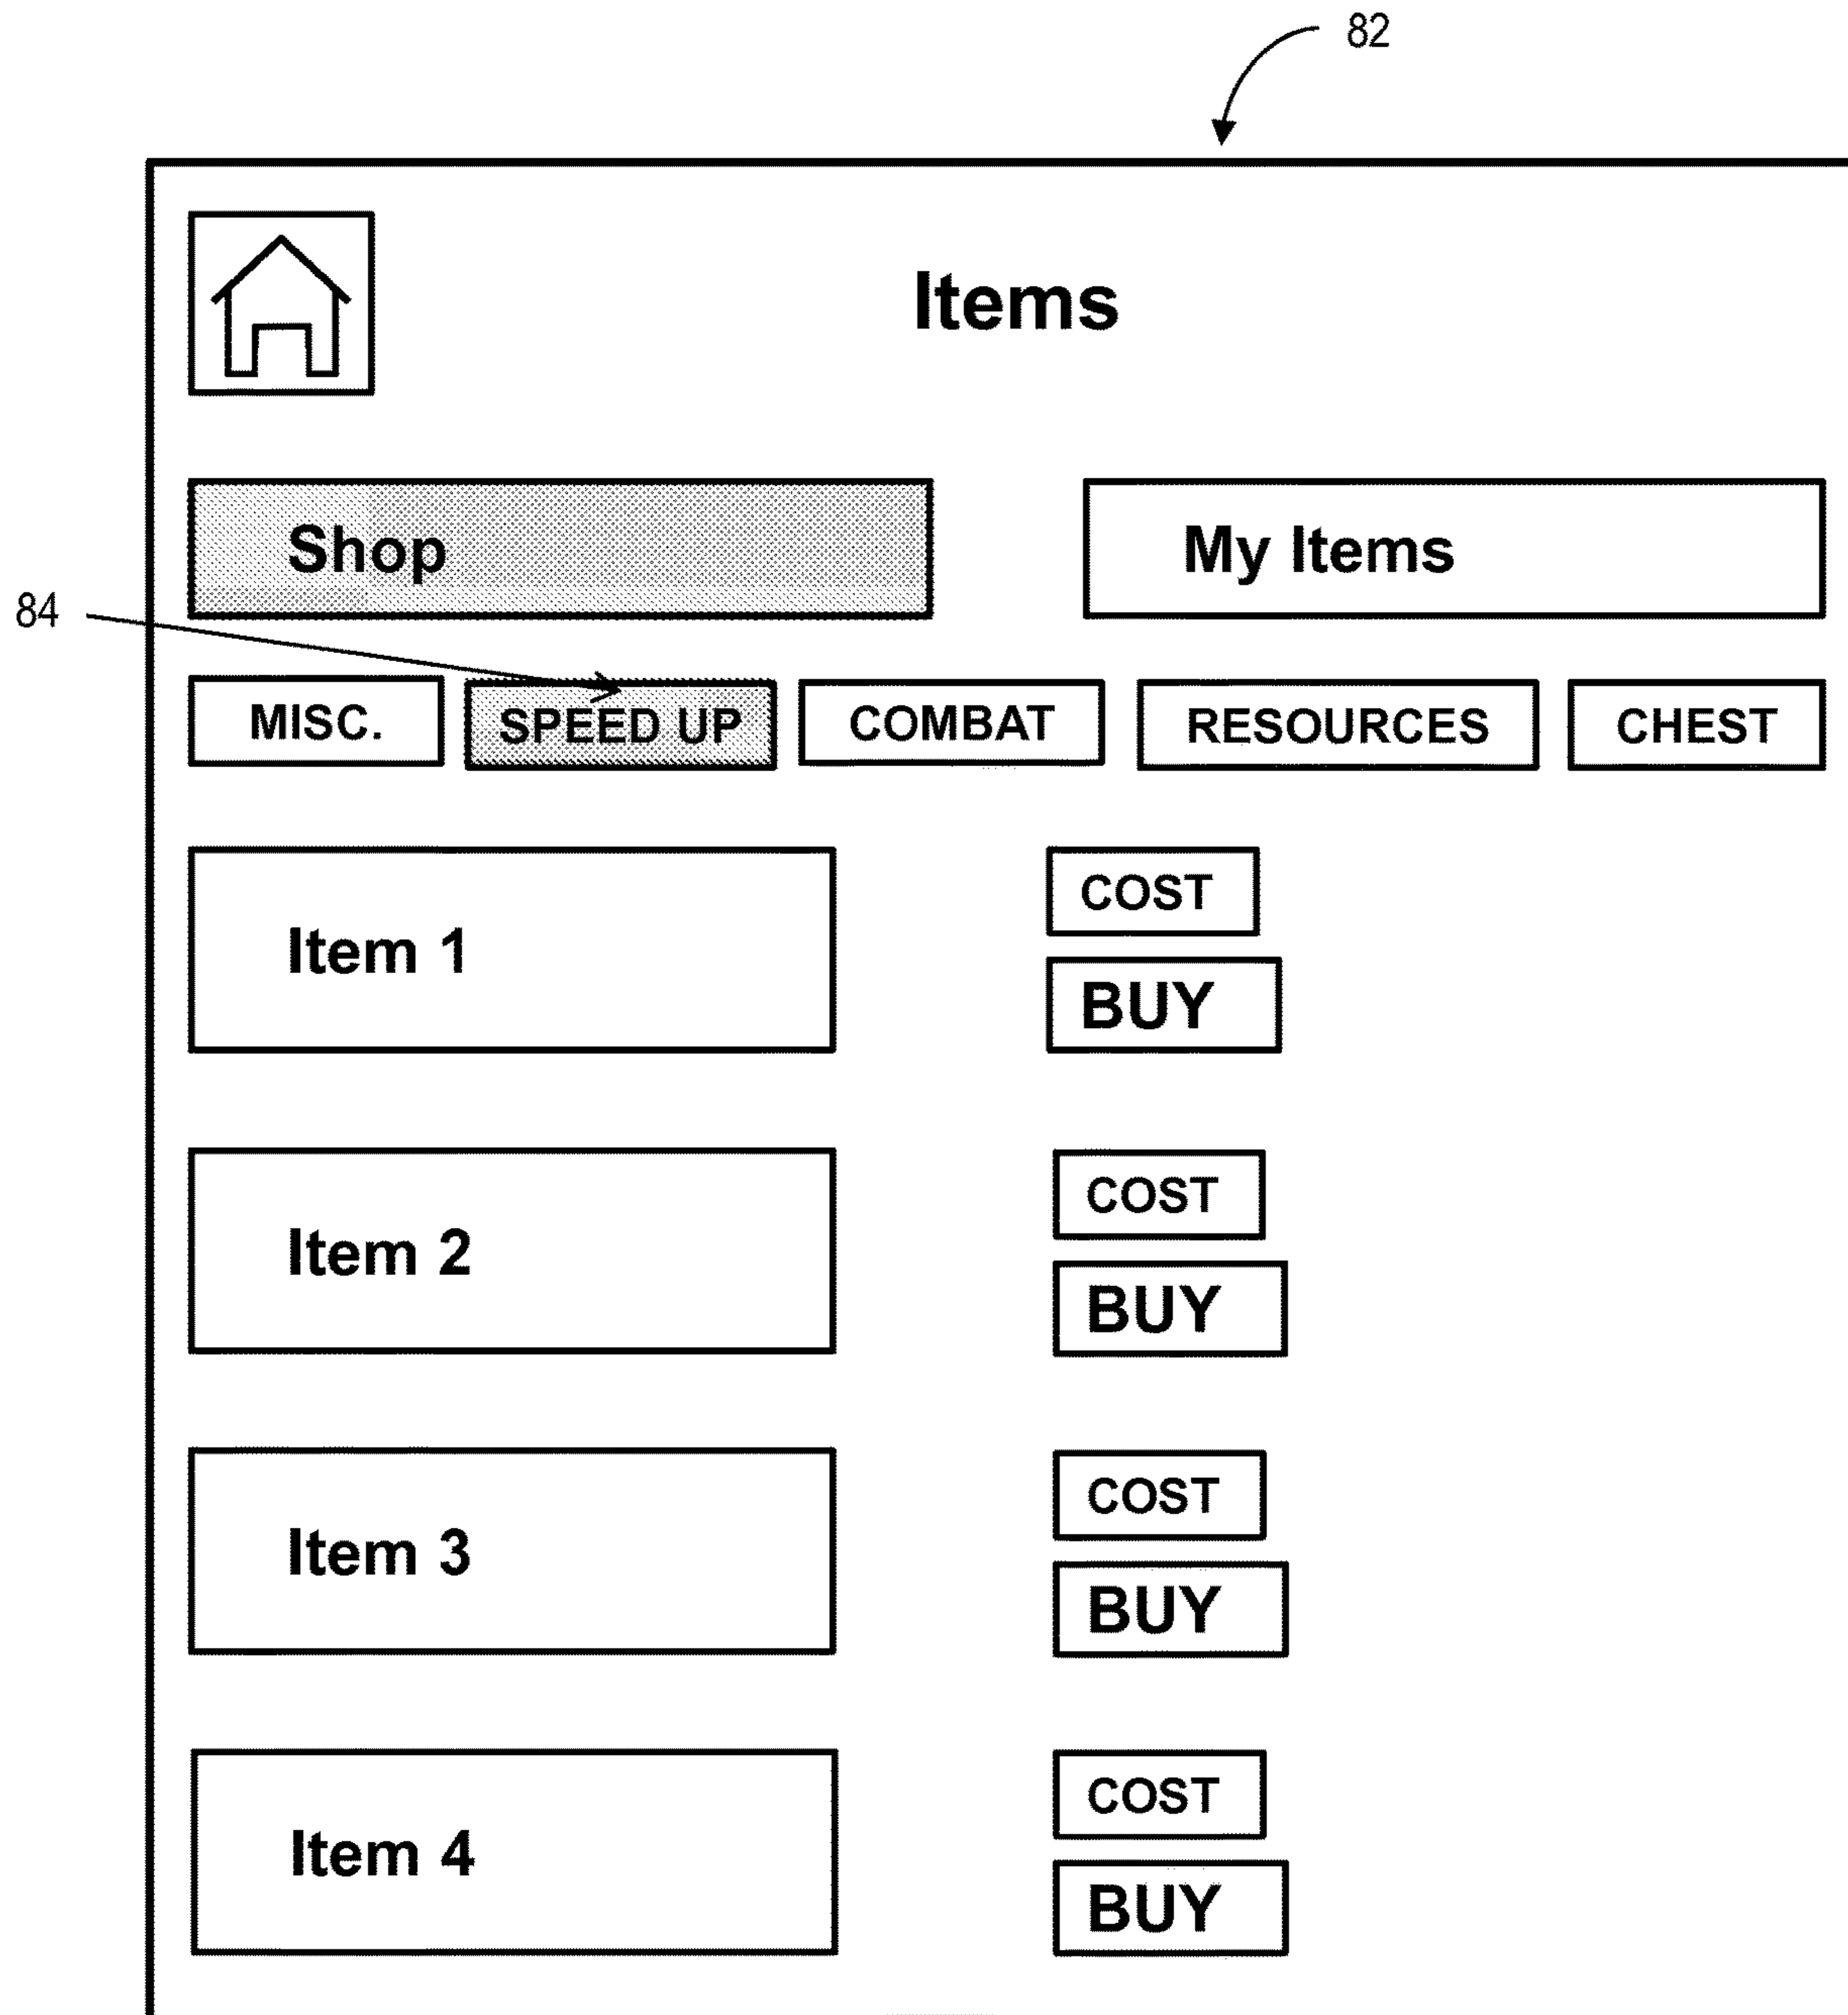 82
Items
Shop My Items
84
MISC. SPEED UP COMBAT RESOURCES CHEST
COST
Item 1
BUY
COST
Item 2
BUY
COST
Item 3
BUY
COST
Item 4
BUY